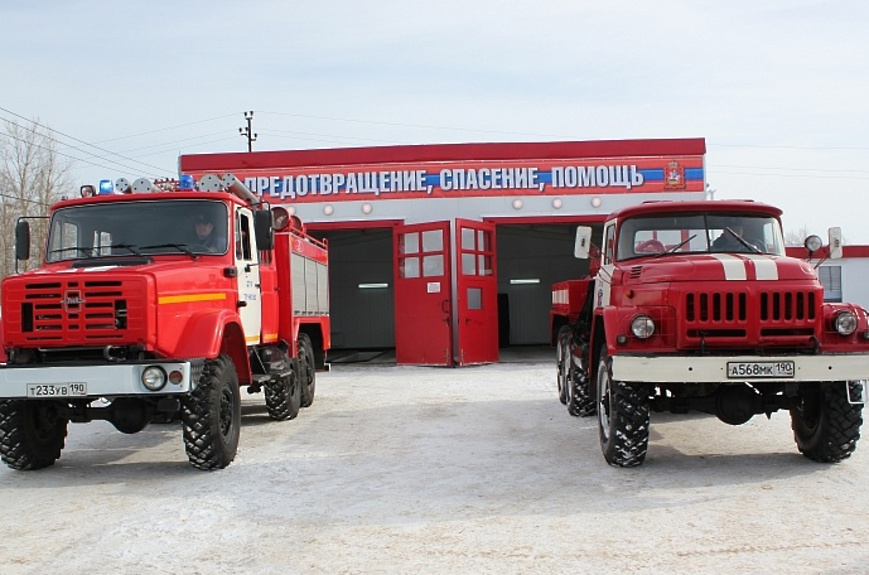 ПРЕДОТВРАЩЕНИЕ, СПАСЕНИЕ, ПОМОЩЬ
Т233УВ 190
А568МК 190